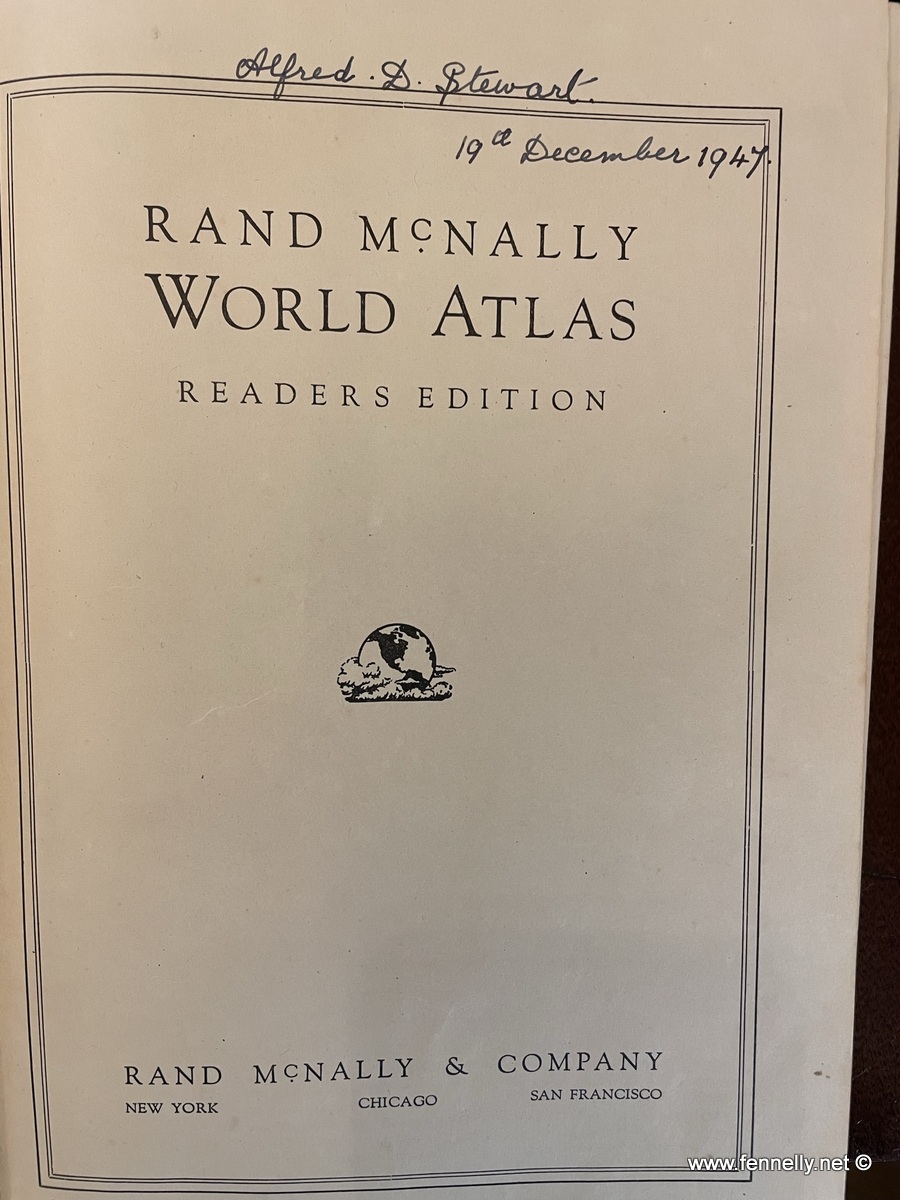 Alfred. D. Stewart.
19th December 1947.
RAND McNALLY
WORLD ATLAS
READERS EDITION
RAND McNALLY & COMPANY
NEW YORK CHICAGO SAN FRANCISCO
www.fennelly.net ©